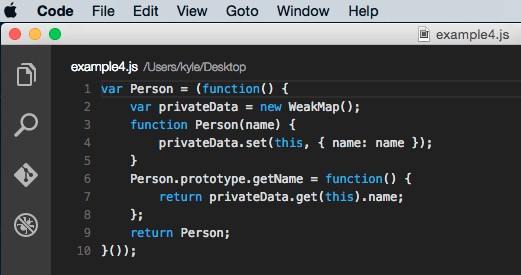 Code File Edit View Goto Window Help
example4.js
example4.js /Users/kyle/Desktop
1 var Person = (function() {
2     var privateData = new WeakMap();
3     function Person(name) {
4         privateData.set(this, { name: name });
5     }
6     Person.prototype.getName = function() {
7         return privateData.get(this).name;
8     };
9     return Person;
10 }());